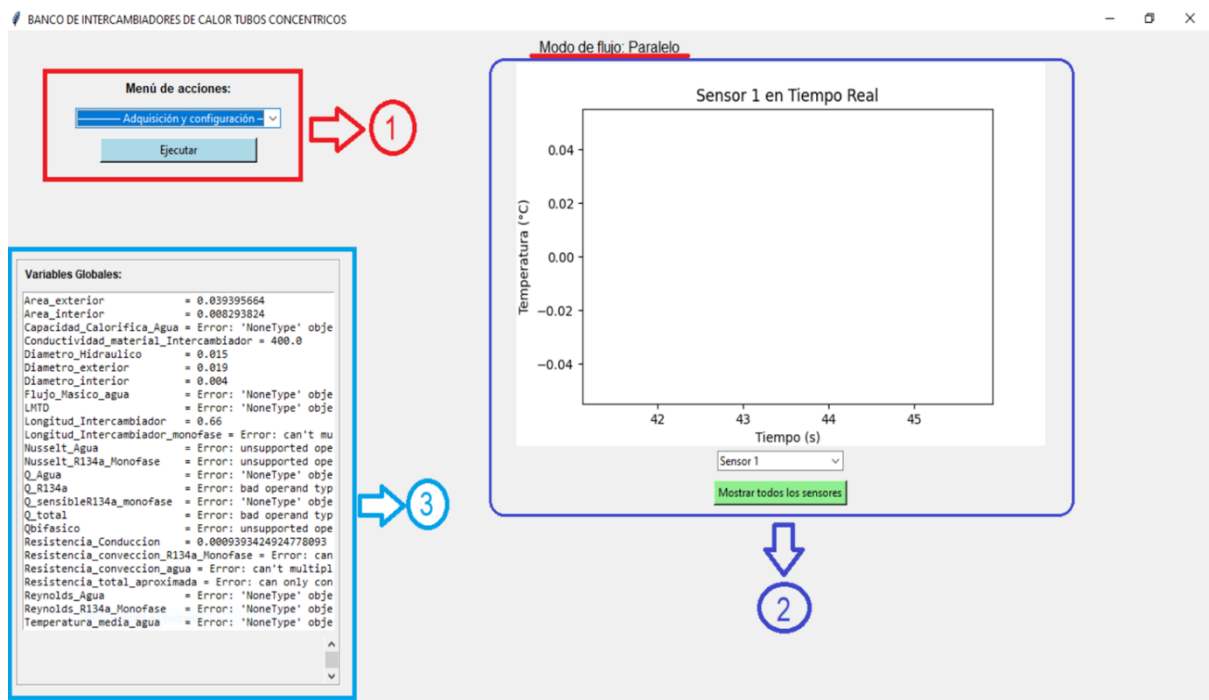 BANCO DE INTERCAMBIADORES DE CALOR TUBOS CONCENTRICOS
Modo de flujo: Paralelo
Menú de acciones:
Adquisición y configuración
Ejecutar
1
Sensor 1 en Tiempo Real
0.04
0.02
0.00
−0.02
−0.04
Temperatura (°C)
42 43 44 45
Tiempo (s)
Sensor 1
Mostrar todos los sensores
2
Variables Globales:
Area_exterior = 0.039395664
Area_interior = 0.008293824
Capacidad_Calorifica_Agua = Error: 'NoneType' obje
Conductividad_material_Intercambiador = 400.0
Diametro_Hidraulico = 0.015
Diametro_exterior = 0.019
Diametro_interior = 0.004
Flujo_Masico_agua = Error: 'NoneType' obje
LMTD = Error: 'NoneType' obje
Longitud_Intercambiador = 0.66
Longitud_Intercambiador_monofase = Error: can't mu
Nusselt_Agua = Error: unsupported ope
Nusselt_R134a_Monofase = Error: unsupported ope
Q_Agua = Error: 'NoneType' obje
Q_R134a = Error: bad operand typ
Q_sensibleR134a_monofase = Error: 'NoneType' obje
Q_total = Error: bad operand typ
Qbifasico = Error: unsupported ope
Resistencia_Conduccion = 0.0009393424924778093
Resistencia_conveccion_R134a_Monofase = Error: can
Resistencia_conveccion_agua = Error: can't multipl
Resistencia_total_aproximada = Error: can only con
Reynolds_Agua = Error: 'NoneType' obje
Reynolds_R134a_Monofase = Error: 'NoneType' obje
Temperatura_media_agua = Error: 'NoneType' obje
3